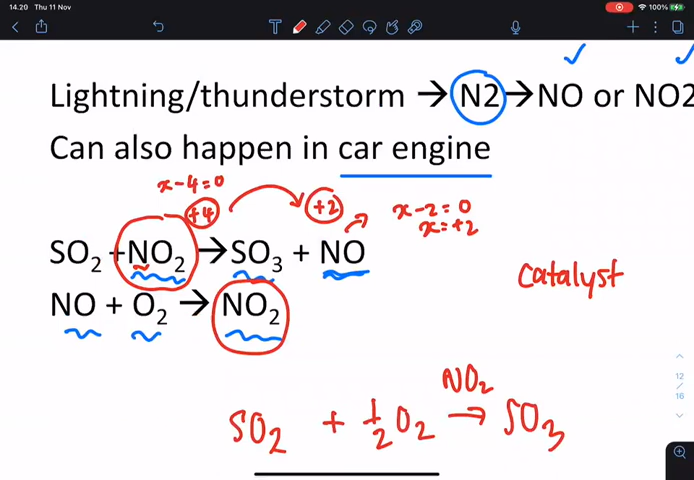 14.20 Thu 11 Nov 100%
Lightning/thunderstorm → N2 → NO or NO2
Can also happen in car engine
x-4=0
+4 +2 x-2=0
x=+2
SO₂ + NO₂ → SO₃ + NO
catalyst
NO + O₂ → NO₂
NO₂
SO₂ + 1/2 O₂ → SO₃
12
/
16